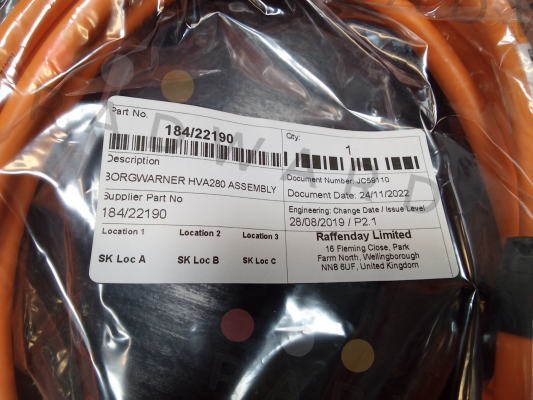 Part No.
184/22190
Qty:
1
Description
BORGWARNER HVA280 ASSEMBLY
Document Number: JC59110
Document Date: 24/11/2022
Supplier Part No
184/22190
Engineering: Change Date / Issue Level
28/08/2019 / P2.1
Location 1 Location 2 Location 3
SK Loc A SK Loc B SK Loc C
Raffenday Limited
16 Fleming Close, Park
Farm North, Wellingborough
NN8 6UF, United Kingdom